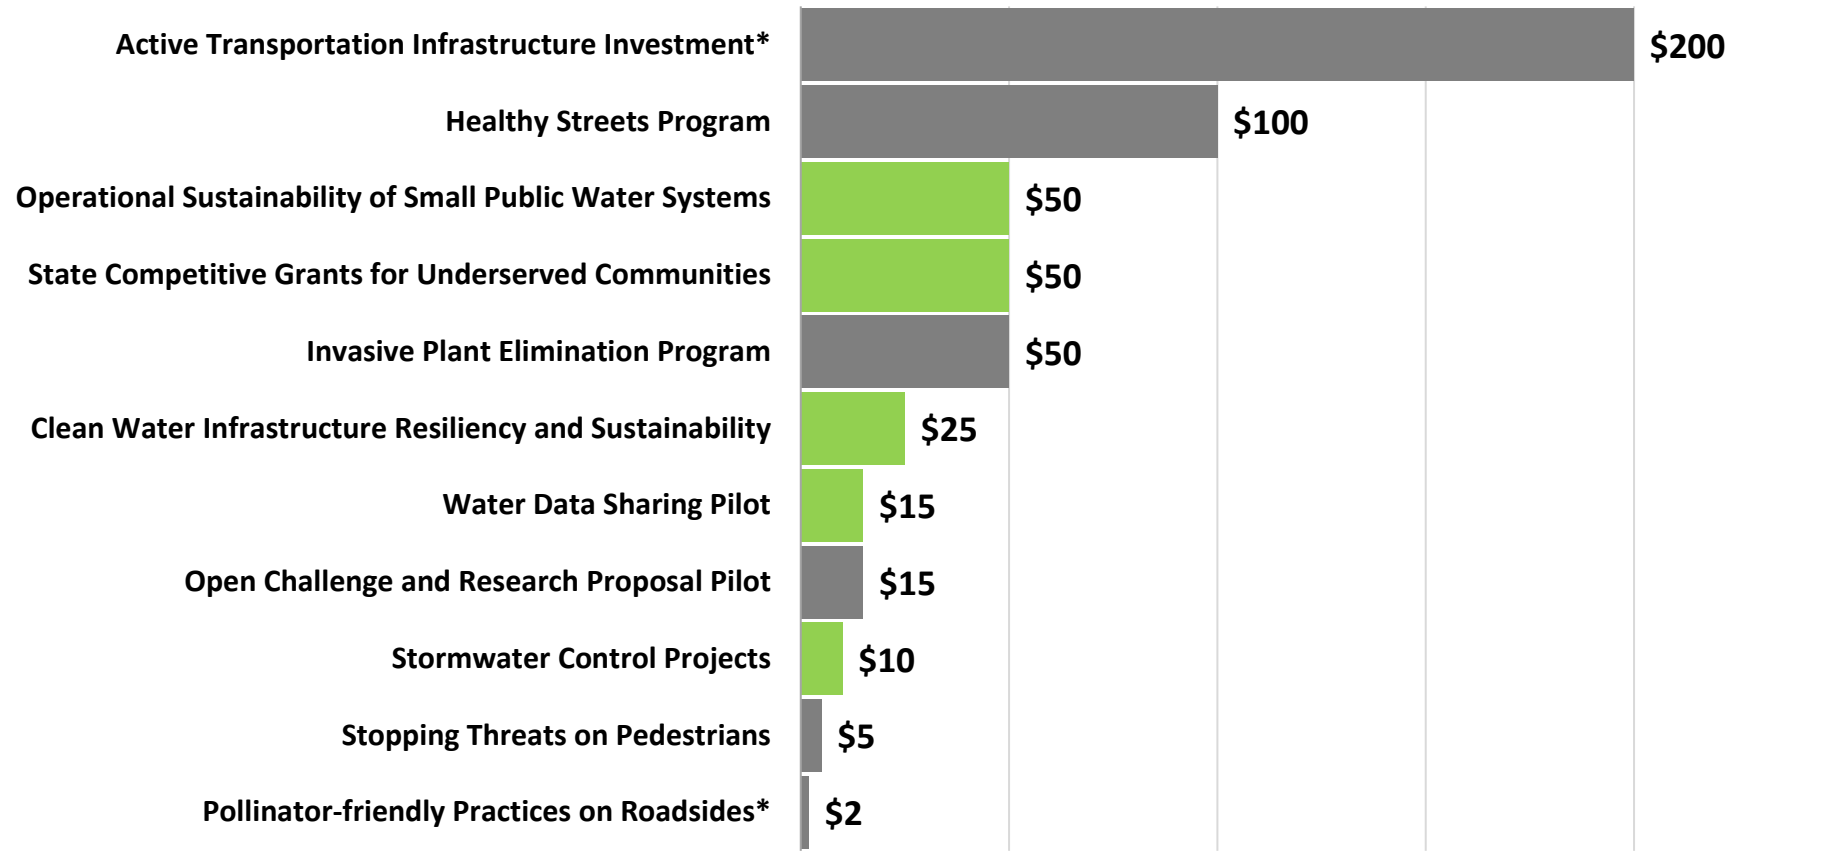 Active Transportation Infrastructure Investment* $200
Healthy Streets Program $100
Operational Sustainability of Small Public Water Systems $50
State Competitive Grants for Underserved Communities $50
Invasive Plant Elimination Program $50
Clean Water Infrastructure Resiliency and Sustainability $25
Water Data Sharing Pilot $15
Open Challenge and Research Proposal Pilot $15
Stormwater Control Projects $10
Stopping Threats on Pedestrians $5
Pollinator-friendly Practices on Roadsides* $2